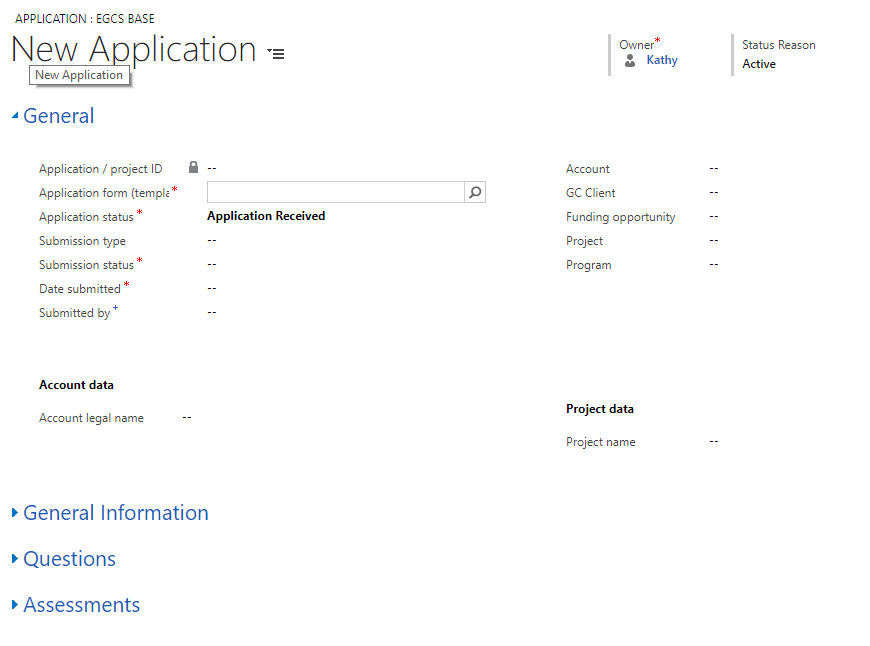 APPLICATION : EGCS BASE
New Application
New Application
Owner*
Kathy
Status Reason
Active
General
Application / project ID --
Application form (templa*
Application status* Application Received
Submission type --
Submission status* --
Date submitted* --
Submitted by+ --
Account --
GC Client --
Funding opportunity --
Project --
Program --
Account data
Account legal name --
Project data
Project name --
General Information
Questions
Assessments